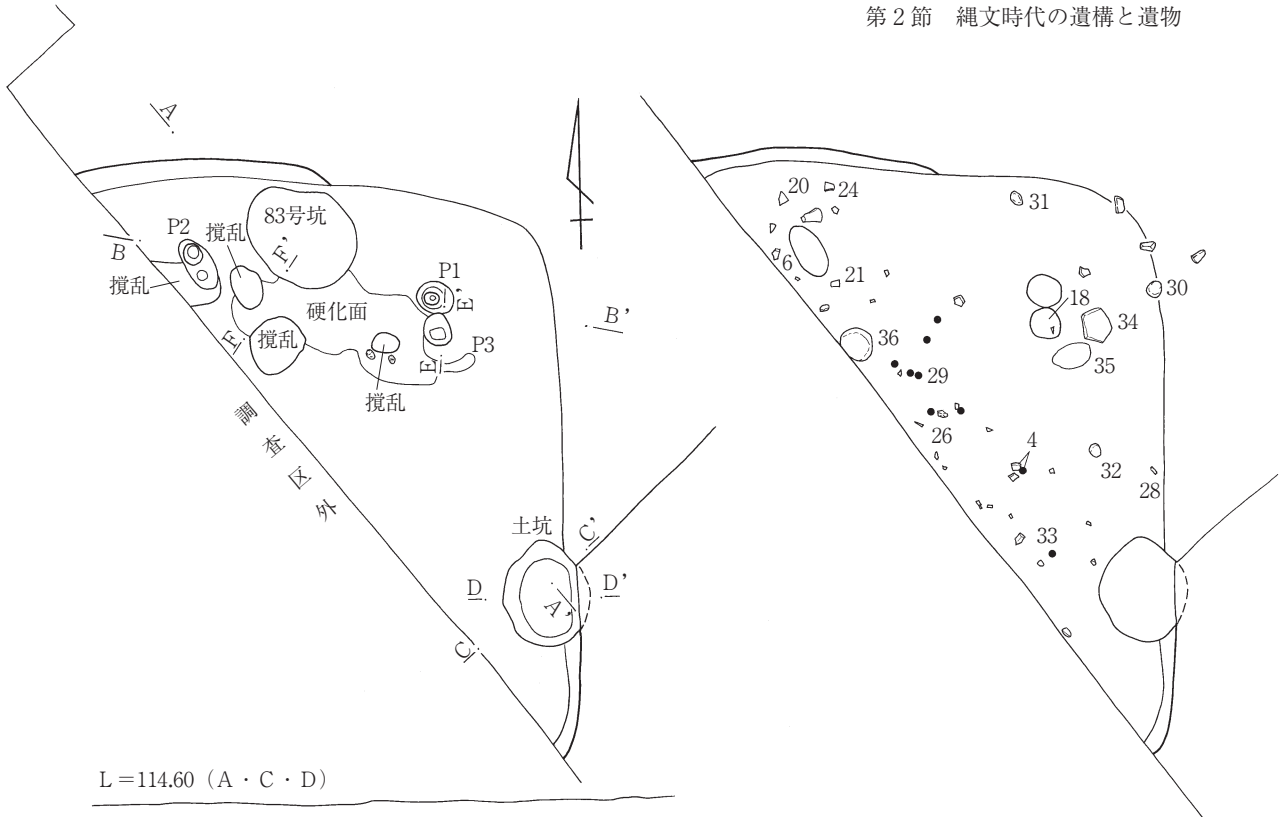 第2節 縄文時代の遺構と遺物
A
83号坑
P2
撹乱
F'
B
撹乱
P1
E'
硬化面
B'
F
撹乱
E
P3
撹乱
調査区外
土坑
C'
D
D'
A'
C
L=114.60(A・C・D)
20
24
31
6
21
30
18
34
36
35
29
26
4
32
28
33